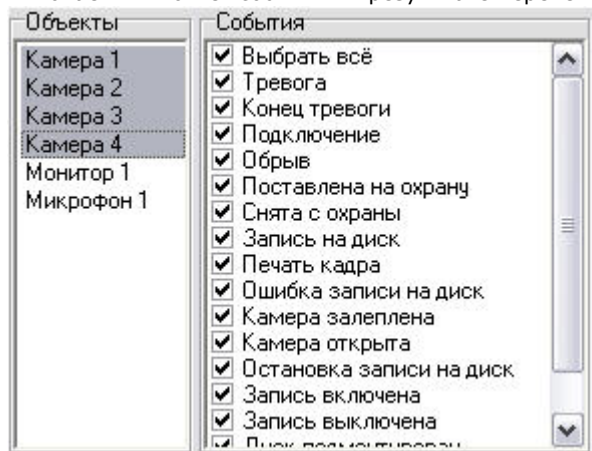 Объекты
Камера 1
Камера 2
Камера 3
Камера 4
Монитор 1
Микрофон 1
События
Выбрать всё
Тревога
Конец тревоги
Подключение
Обрыв
Поставлена на охрану
Снята с охраны
Запись на диск
Печать кадра
Ошибка записи на диск
Камера залеплена
Камера открыта
Остановка записи на диск
Запись включена
Запись выключена